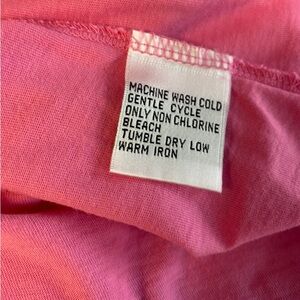 MACHINE WASH COLD
GENTLE CYCLE
ONLY NON CHLORINE
BLEACH
TUMBLE DRY LOW
WARM IRON